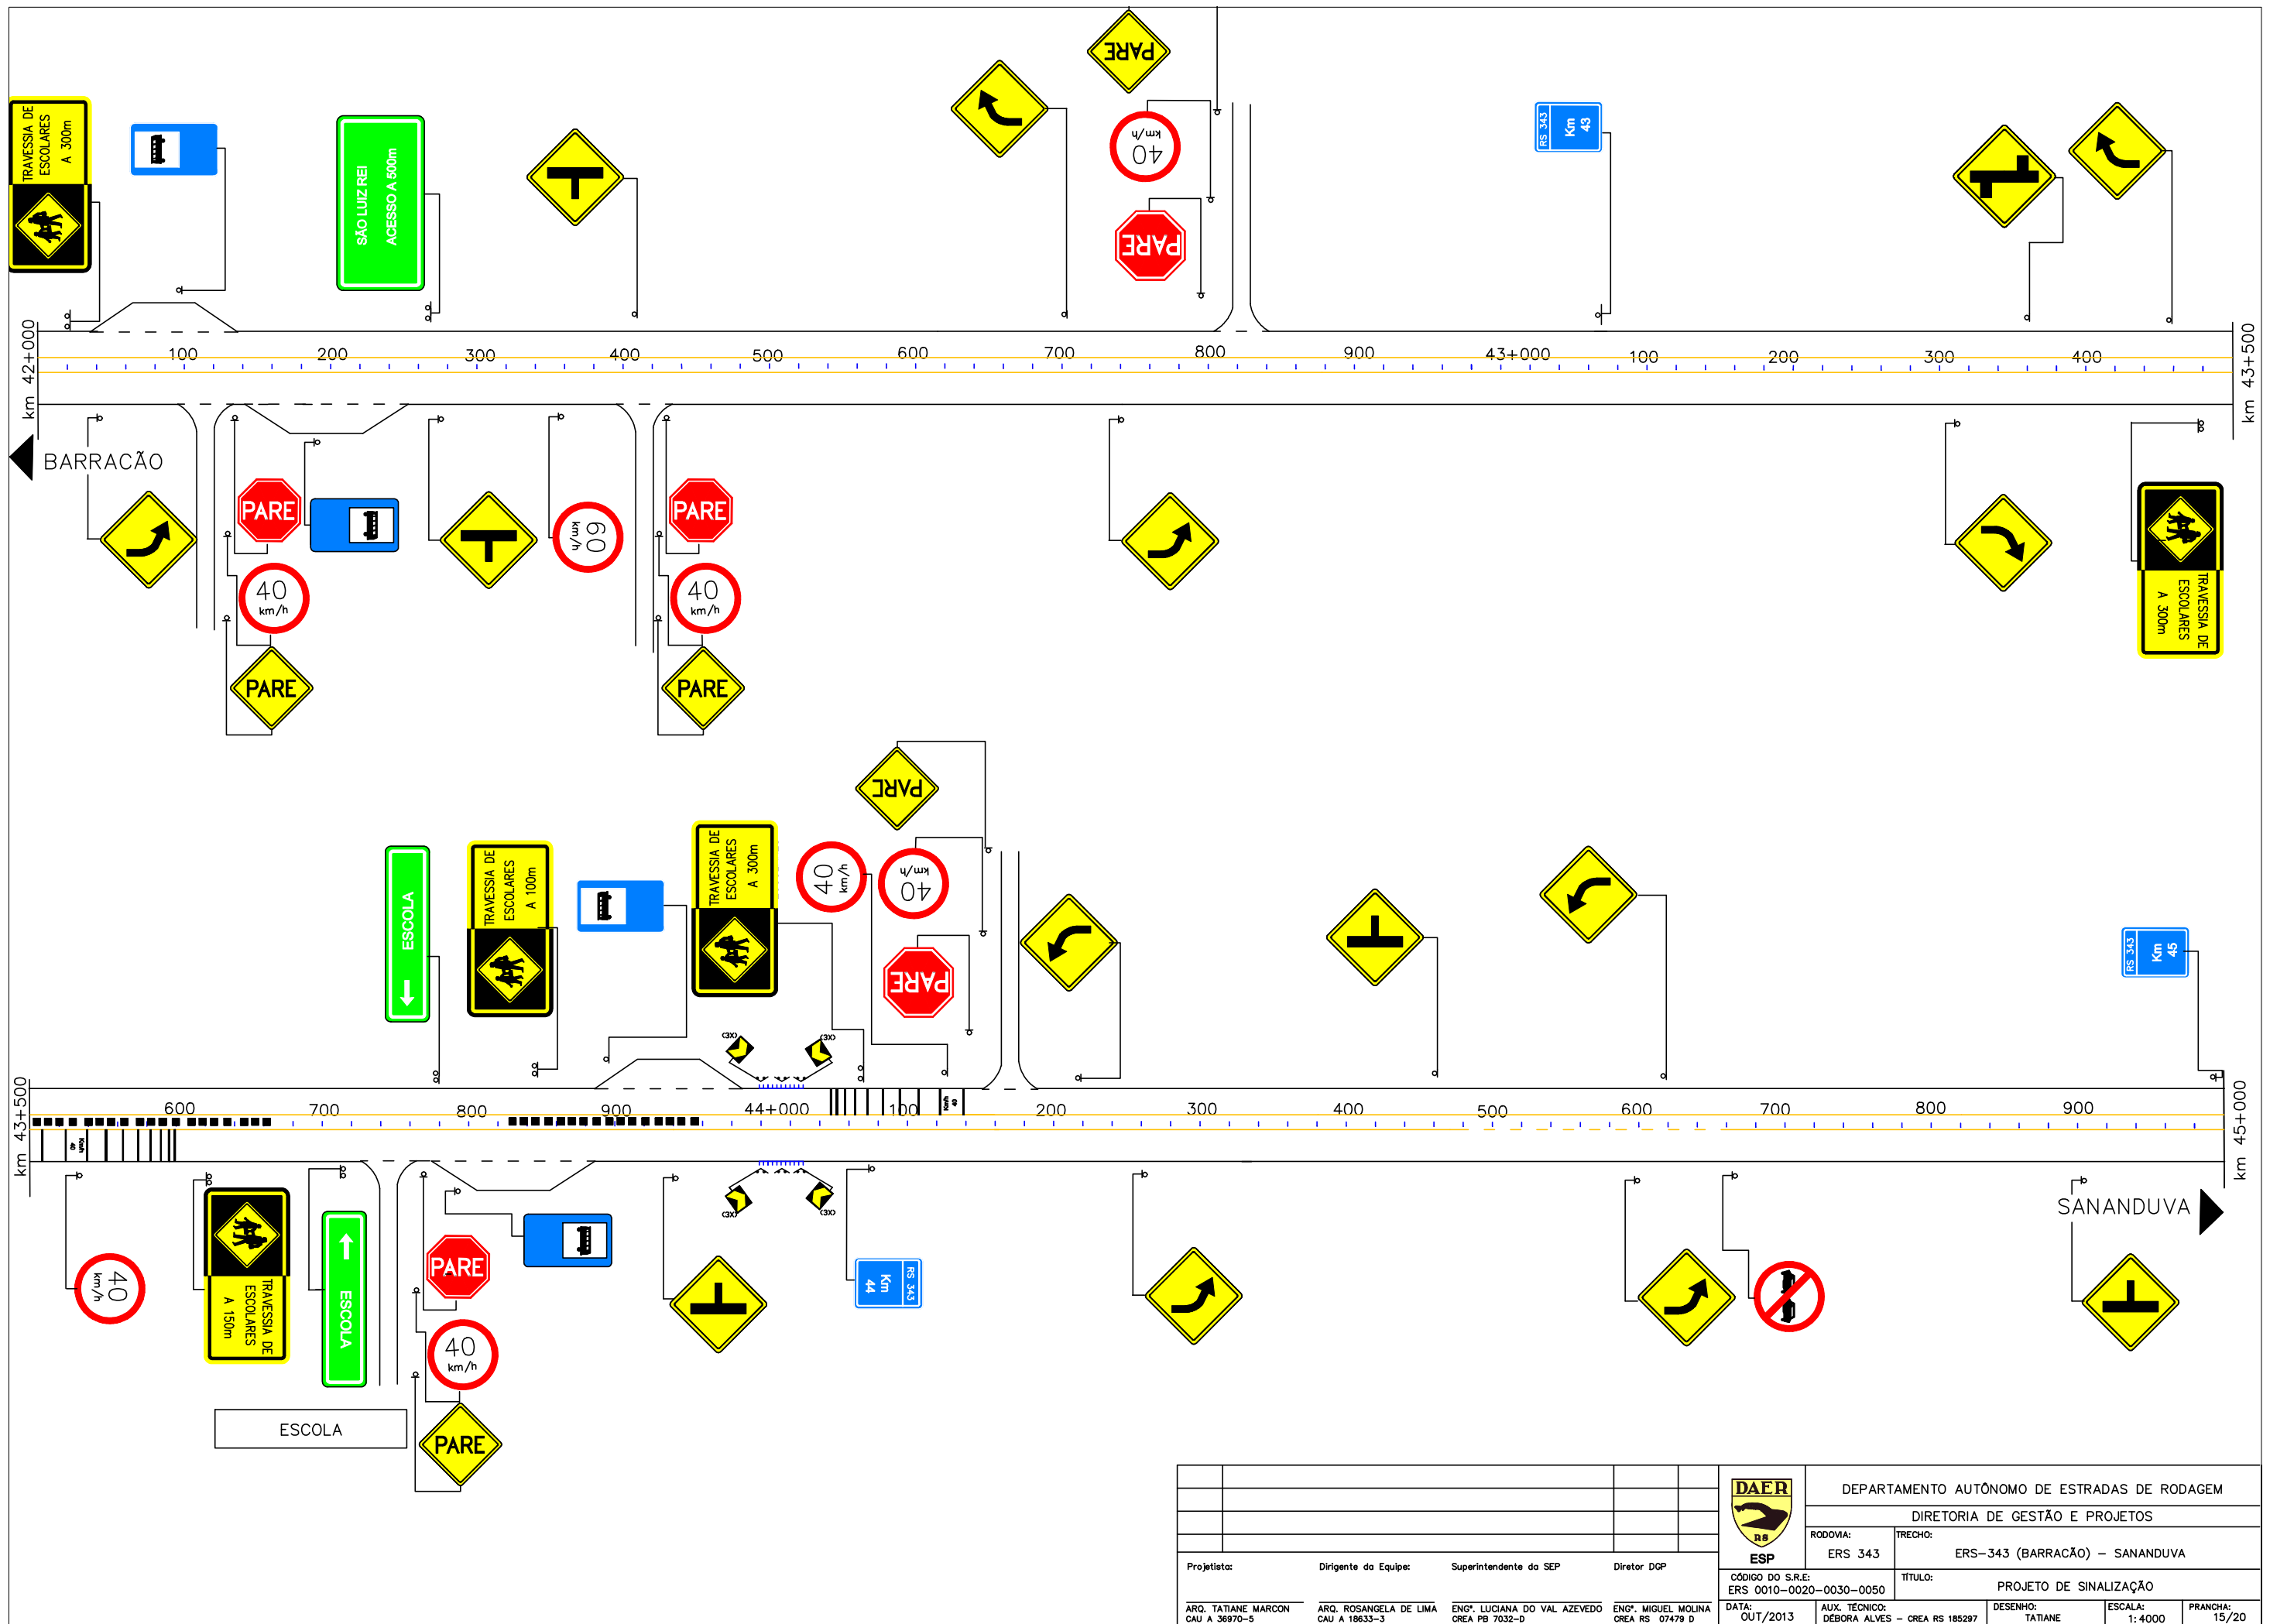 TRAVESSIA DE
ESCOLARES
A 300m
SÃO LUIZ REI
ACESSO A 500m
PARE
40
km/h
PARE
RS 343
Km
43
km 42+000
100
200
300
400
500
600
700
800
900
43+000
100
200
300
400
km 43+500
BARRACÃO
PARE
40
km/h
PARE
60
km/h
PARE
40
km/h
PARE
TRAVESSIA DE
ESCOLARES
A 300m
ESCOLA
TRAVESSIA DE
ESCOLARES
A 100m
TRAVESSIA DE
ESCOLARES
A 300m
40
km/h
PARE
40
km/h
PARE
(3X)
(3X)
RS 343
Km
45
km 43+500
600
700
800
900
44+000
100
200
300
400
500
600
700
800
900
km 45+000
Km/h
40
Km/h
40
40
km/h
TRAVESSIA DE
ESCOLARES
A 150m
ESCOLA
PARE
40
km/h
PARE
ESCOLA
(3X)
(3X)
RS 343
Km
44
SANANDUVA
DAER
RS
ESP
DEPARTAMENTO AUTÔNOMO DE ESTRADAS DE RODAGEM
DIRETORIA DE GESTÃO E PROJETOS
RODOVIA:
ERS 343
TRECHO:
ERS-343 (BARRACÃO) - SANANDUVA
CÓDIGO DO S.R.E:
ERS 0010-0020-0030-0050
TÍTULO:
PROJETO DE SINALIZAÇÃO
DATA:
OUT/2013
AUX. TÉCNICO:
DÉBORA ALVES - CREA RS 185297
DESENHO:
TATIANE
ESCALA:
1:4000
PRANCHA:
15/20
Projetista:
ARQ. TATIANE MARCON
CAU A 36970-5
Dirigente da Equipe:
ARQ. ROSANGELA DE LIMA
CAU A 18633-3
Superintendente da SEP
ENGª. LUCIANA DO VAL AZEVEDO
CREA PB 7032-D
Diretor DGP
ENGº. MIGUEL MOLINA
CREA RS 07479 D